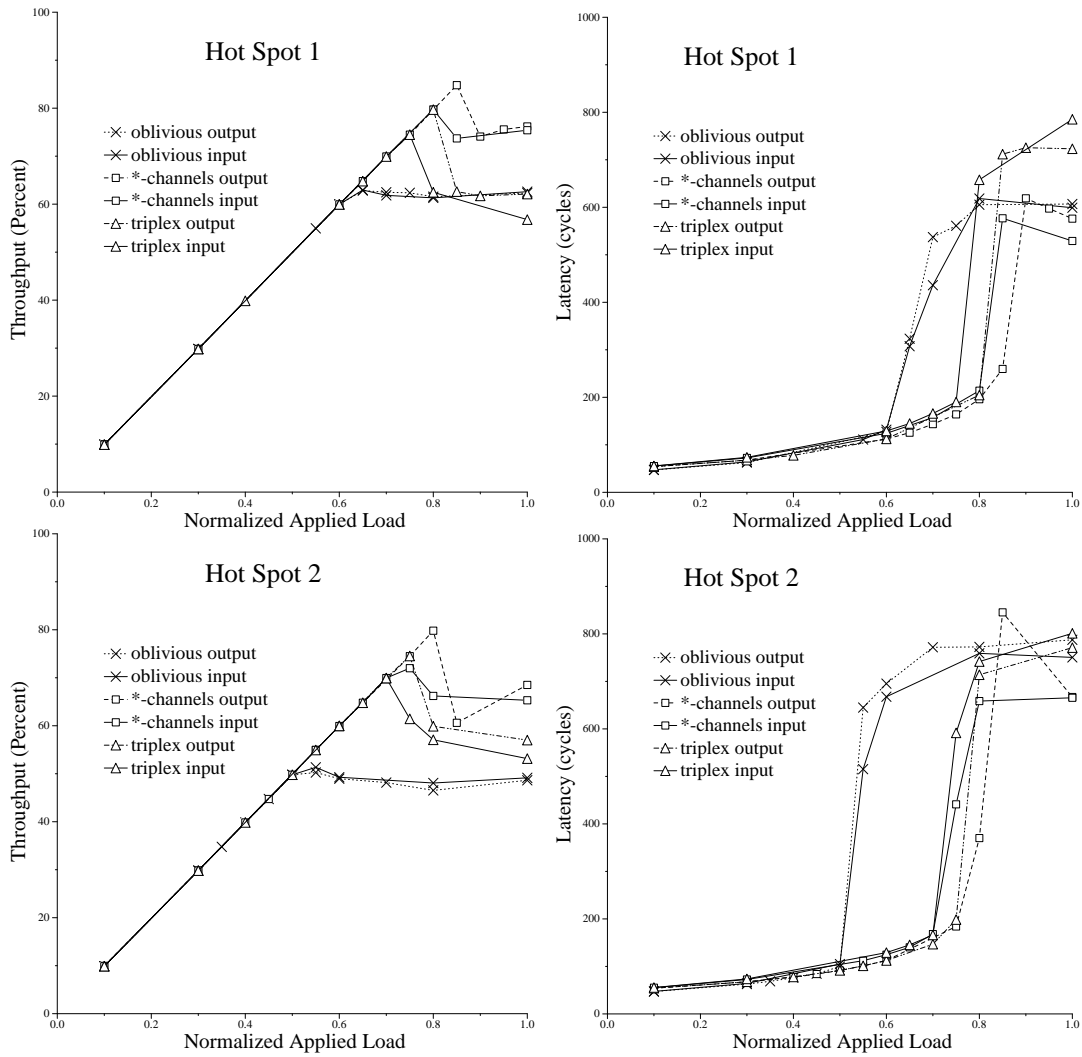 100
80
60
40
20
0
0.0 0.2 0.4 0.6 0.8 1.0
Throughput (Percent)
Normalized Applied Load
Hot Spot 1
oblivious output
oblivious input
*-channels output
*-channels input
triplex output
triplex input
1000
800
600
400
200
0
0.0 0.2 0.4 0.6 0.8 1.0
Latency (cycles)
Normalized Applied Load
Hot Spot 1
oblivious output
oblivious input
*-channels output
*-channels input
triplex output
triplex input
100
80
60
40
20
0
0.0 0.2 0.4 0.6 0.8 1.0
Throughput (Percent)
Normalized Applied Load
Hot Spot 2
oblivious output
oblivious input
*-channels output
*-channels input
triplex output
triplex input
1000
800
600
400
200
0
0.0 0.2 0.4 0.6 0.8 1.0
Latency (cycles)
Normalized Applied Load
Hot Spot 2
oblivious output
oblivious input
*-channels output
*-channels input
triplex output
triplex input